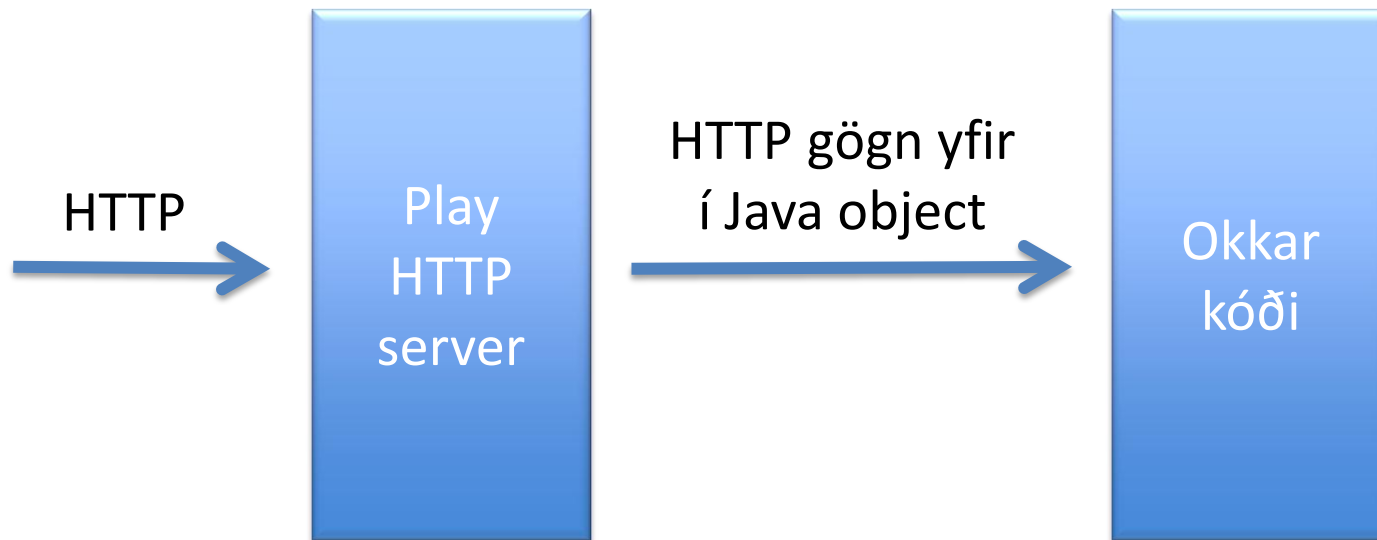 HTTP
Play
HTTP
server
HTTP gögn yfir
í Java object
Okkar
kóði